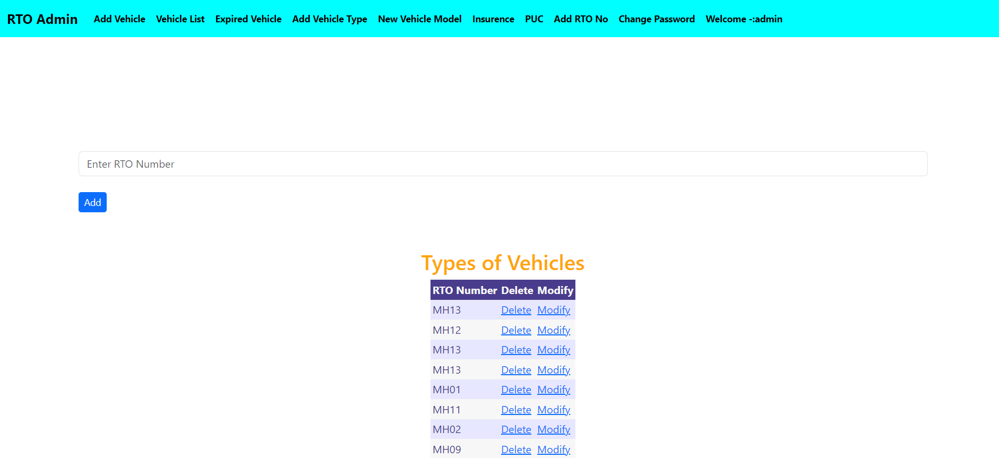 RTO Admin Add Vehicle Vehicle List Expired Vehicle Add Vehicle Type New Vehicle Model Insurence PUC Add RTO No Change Password Welcome -:admin
Enter RTO Number
Add
Types of Vehicles
RTO Number Delete Modify
MH13 Delete Modify
MH12 Delete Modify
MH13 Delete Modify
MH13 Delete Modify
MH01 Delete Modify
MH11 Delete Modify
MH02 Delete Modify
MH09 Delete Modify